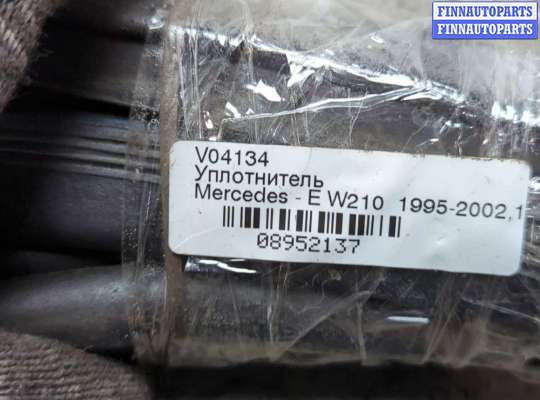 FINNAUTOPARTS
FINNAUTOPARTS
V04134
Уплотнитель
Mercedes - E W210 1995-2002,1
08952137